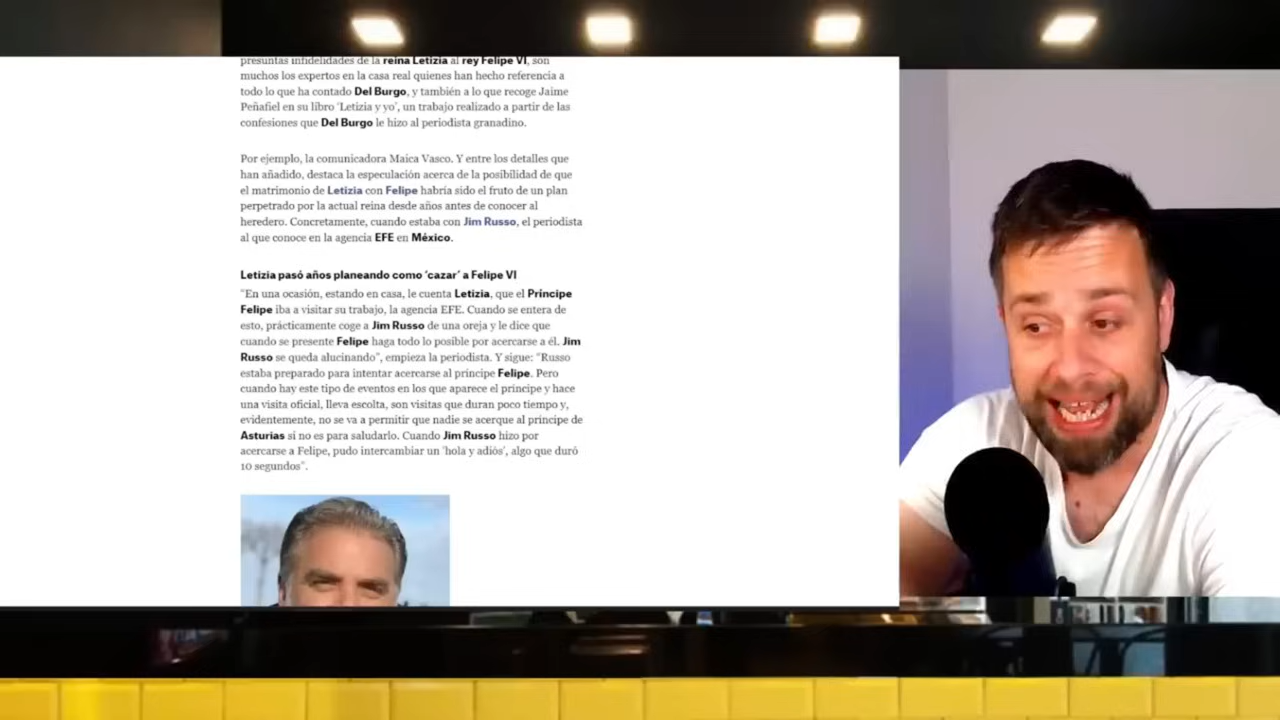 presuntas infidelidades de la reina Letizia al rey Felipe VI, son
muchos los expertos en la casa real quienes han hecho referencia a
todo lo que ha contado Del Burgo, y también a lo que recoge Jaime
Peñafiel en su libro 'Letizia y yo', un trabajo realizado a partir de las
confesiones que Del Burgo le hizo al periodista granadino.
Por ejemplo, la comunicadora Maica Vasco. Y entre los detalles que
han añadido, destaca la especulación acerca de la posibilidad de que
el matrimonio de Letizia con Felipe habría sido el fruto de un plan
perpetrado por la actual reina desde años antes de conocer al
heredero. Concretamente, cuando estaba con Jim Russo, el periodista
al que conoce en la agencia EFE en México.
Letizia pasó años planeando como 'cazar' a Felipe VI
"En una ocasión, estando en casa, le cuenta Letizia, que el Príncipe
Felipe iba a visitar su trabajo, la agencia EFE. Cuando se entera de
esto, prácticamente coge a Jim Russo de una oreja y le dice que
cuando se presente Felipe haga todo lo posible por acercarse a él. Jim
Russo se queda alucinando", empieza la periodista. Y sigue: "Russo
estaba preparado para intentar acercarse al príncipe Felipe. Pero
cuando hay este tipo de eventos en los que aparece el príncipe y hace
una visita oficial, lleva escolta, son visitas que duran poco tiempo y,
evidentemente, no se va a permitir que nadie se acerque al príncipe de
Asturias si no es para saludarlo. Cuando Jim Russo hizo por
acercarse a Felipe, pudo intercambiar un 'hola y adiós', algo que duró
10 segundos".